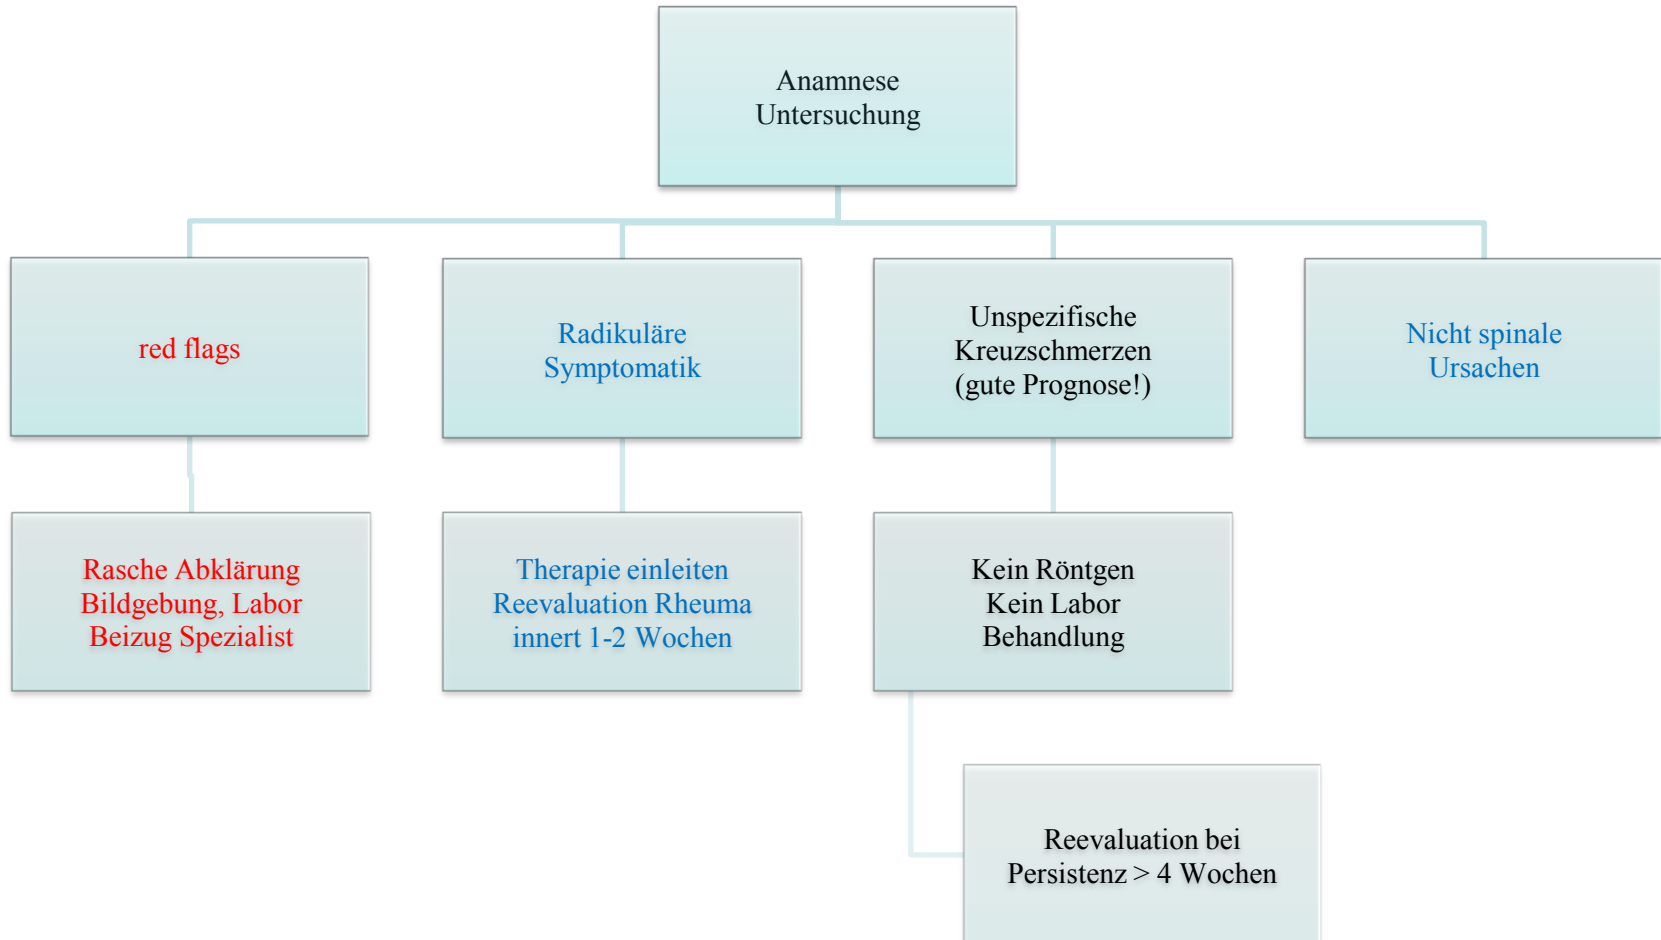 Anamnese
Untersuchung
red flags
Radikuläre
Symptomatik
Unspezifische
Kreuzschmerzen
(gute Prognose!)
Nicht spinale
Ursachen
Rasche Abklärung
Bildgebung, Labor
Beizug Spezialist
Therapie einleiten
Reevaluation Rheuma
innert 1-2 Wochen
Kein Röntgen
Kein Labor
Behandlung
Reevaluation bei
Persistenz > 4 Wochen